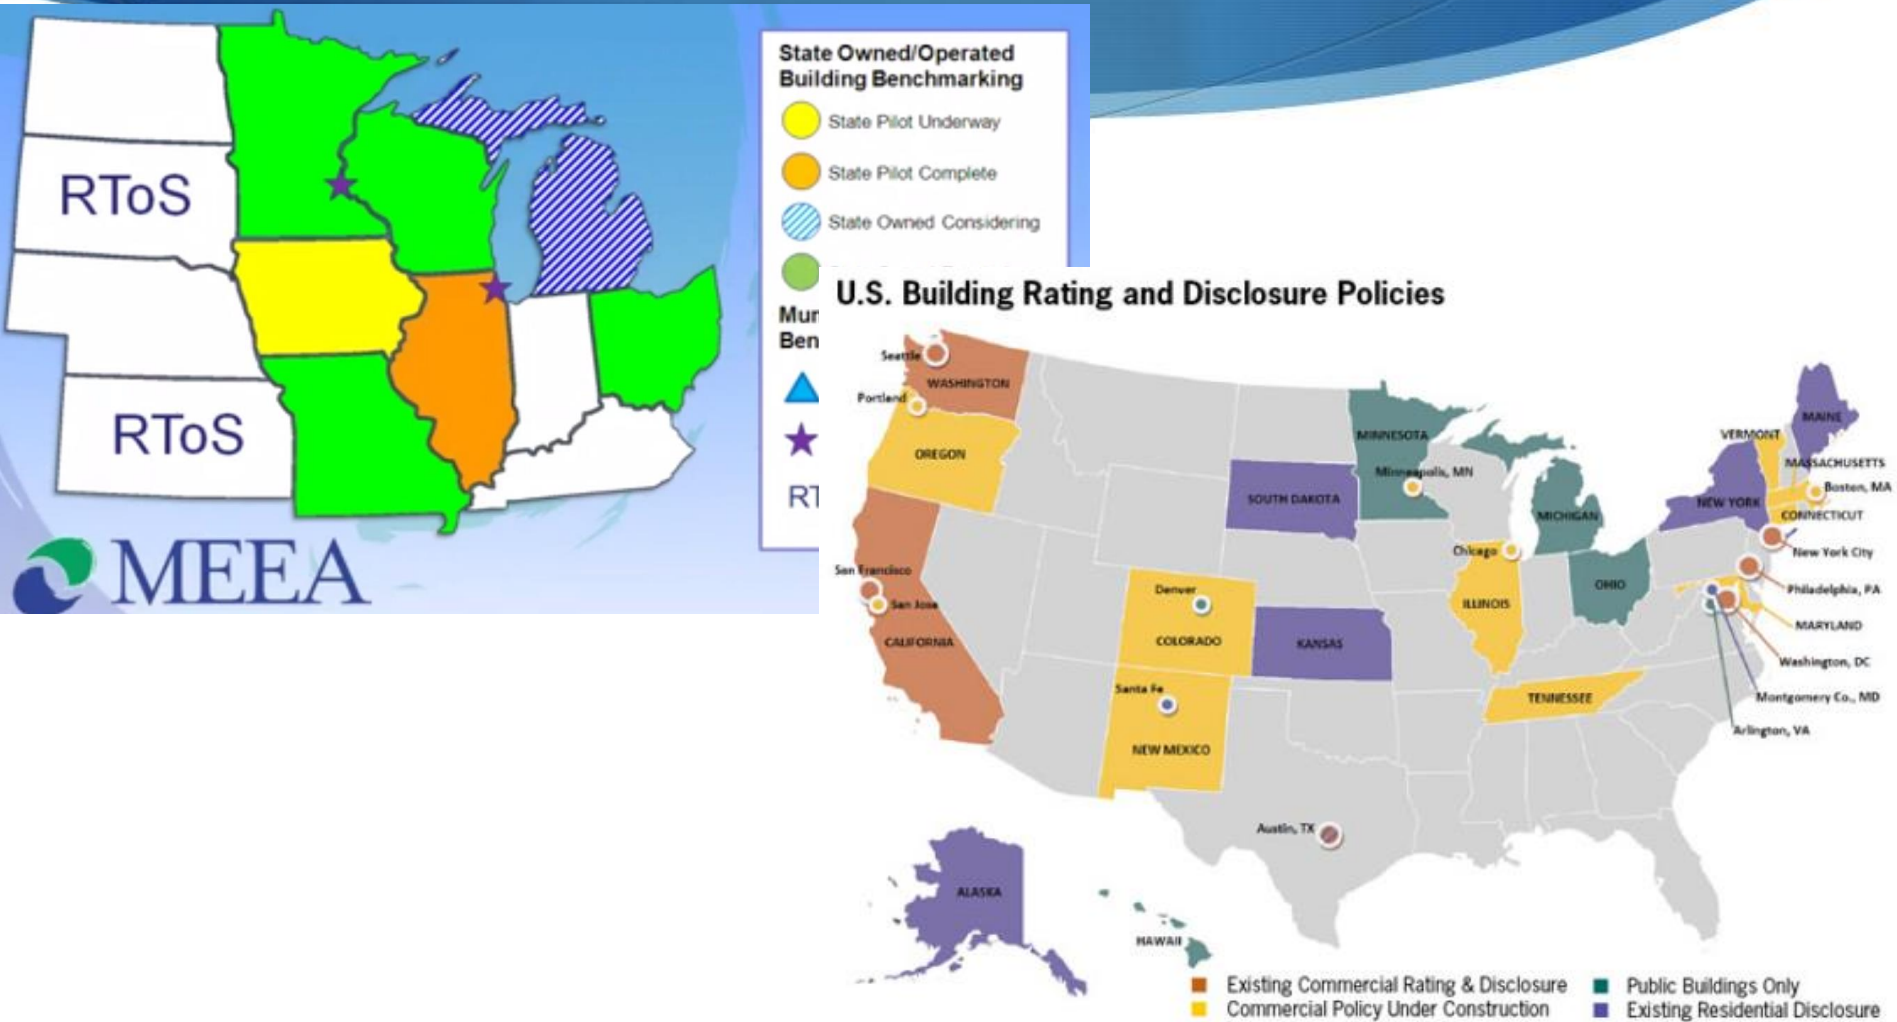 State Owned/Operated
Building Benchmarking
State Pilot Underway
State Pilot Complete
State Owned Considering
RToS
RToS
MEEA
U.S. Building Rating and Disclosure Policies
Seattle
WASHINGTON
Portland
OREGON
San Francisco
San Jose
CALIFORNIA
Denver
COLORADO
Santa Fe
NEW MEXICO
SOUTH DAKOTA
KANSAS
MINNESOTA
Minneapolis, MN
Chicago
ILLINOIS
MICHIGAN
OHIO
TENNESSEE
Austin, TX
ALASKA
HAWAII
MAINE
VERMONT
MASSACHUSETTS
Boston, MA
NEW YORK
CONNECTICUT
New York City
Philadelphia, PA
MARYLAND
Washington, DC
Montgomery Co., MD
Arlington, VA
Existing Commercial Rating & Disclosure
Commercial Policy Under Construction
Public Buildings Only
Existing Residential Disclosure